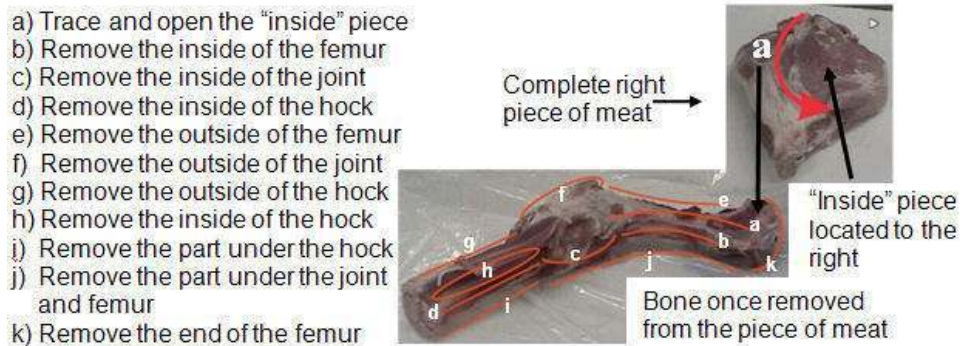 a) Trace and open the “inside” piece
b) Remove the inside of the femur
c) Remove the inside of the joint
d) Remove the inside of the hock
e) Remove the outside of the femur
f) Remove the outside of the joint
g) Remove the outside of the hock
h) Remove the inside of the hock
i) Remove the part under the hock
j) Remove the part under the joint
and femur
k) Remove the end of the femur
Complete right
piece of meat
a
“Inside” piece
located to the
right
f
e
a
g
b
c
h
j
k
d
i
Bone once removed
from the piece of meat